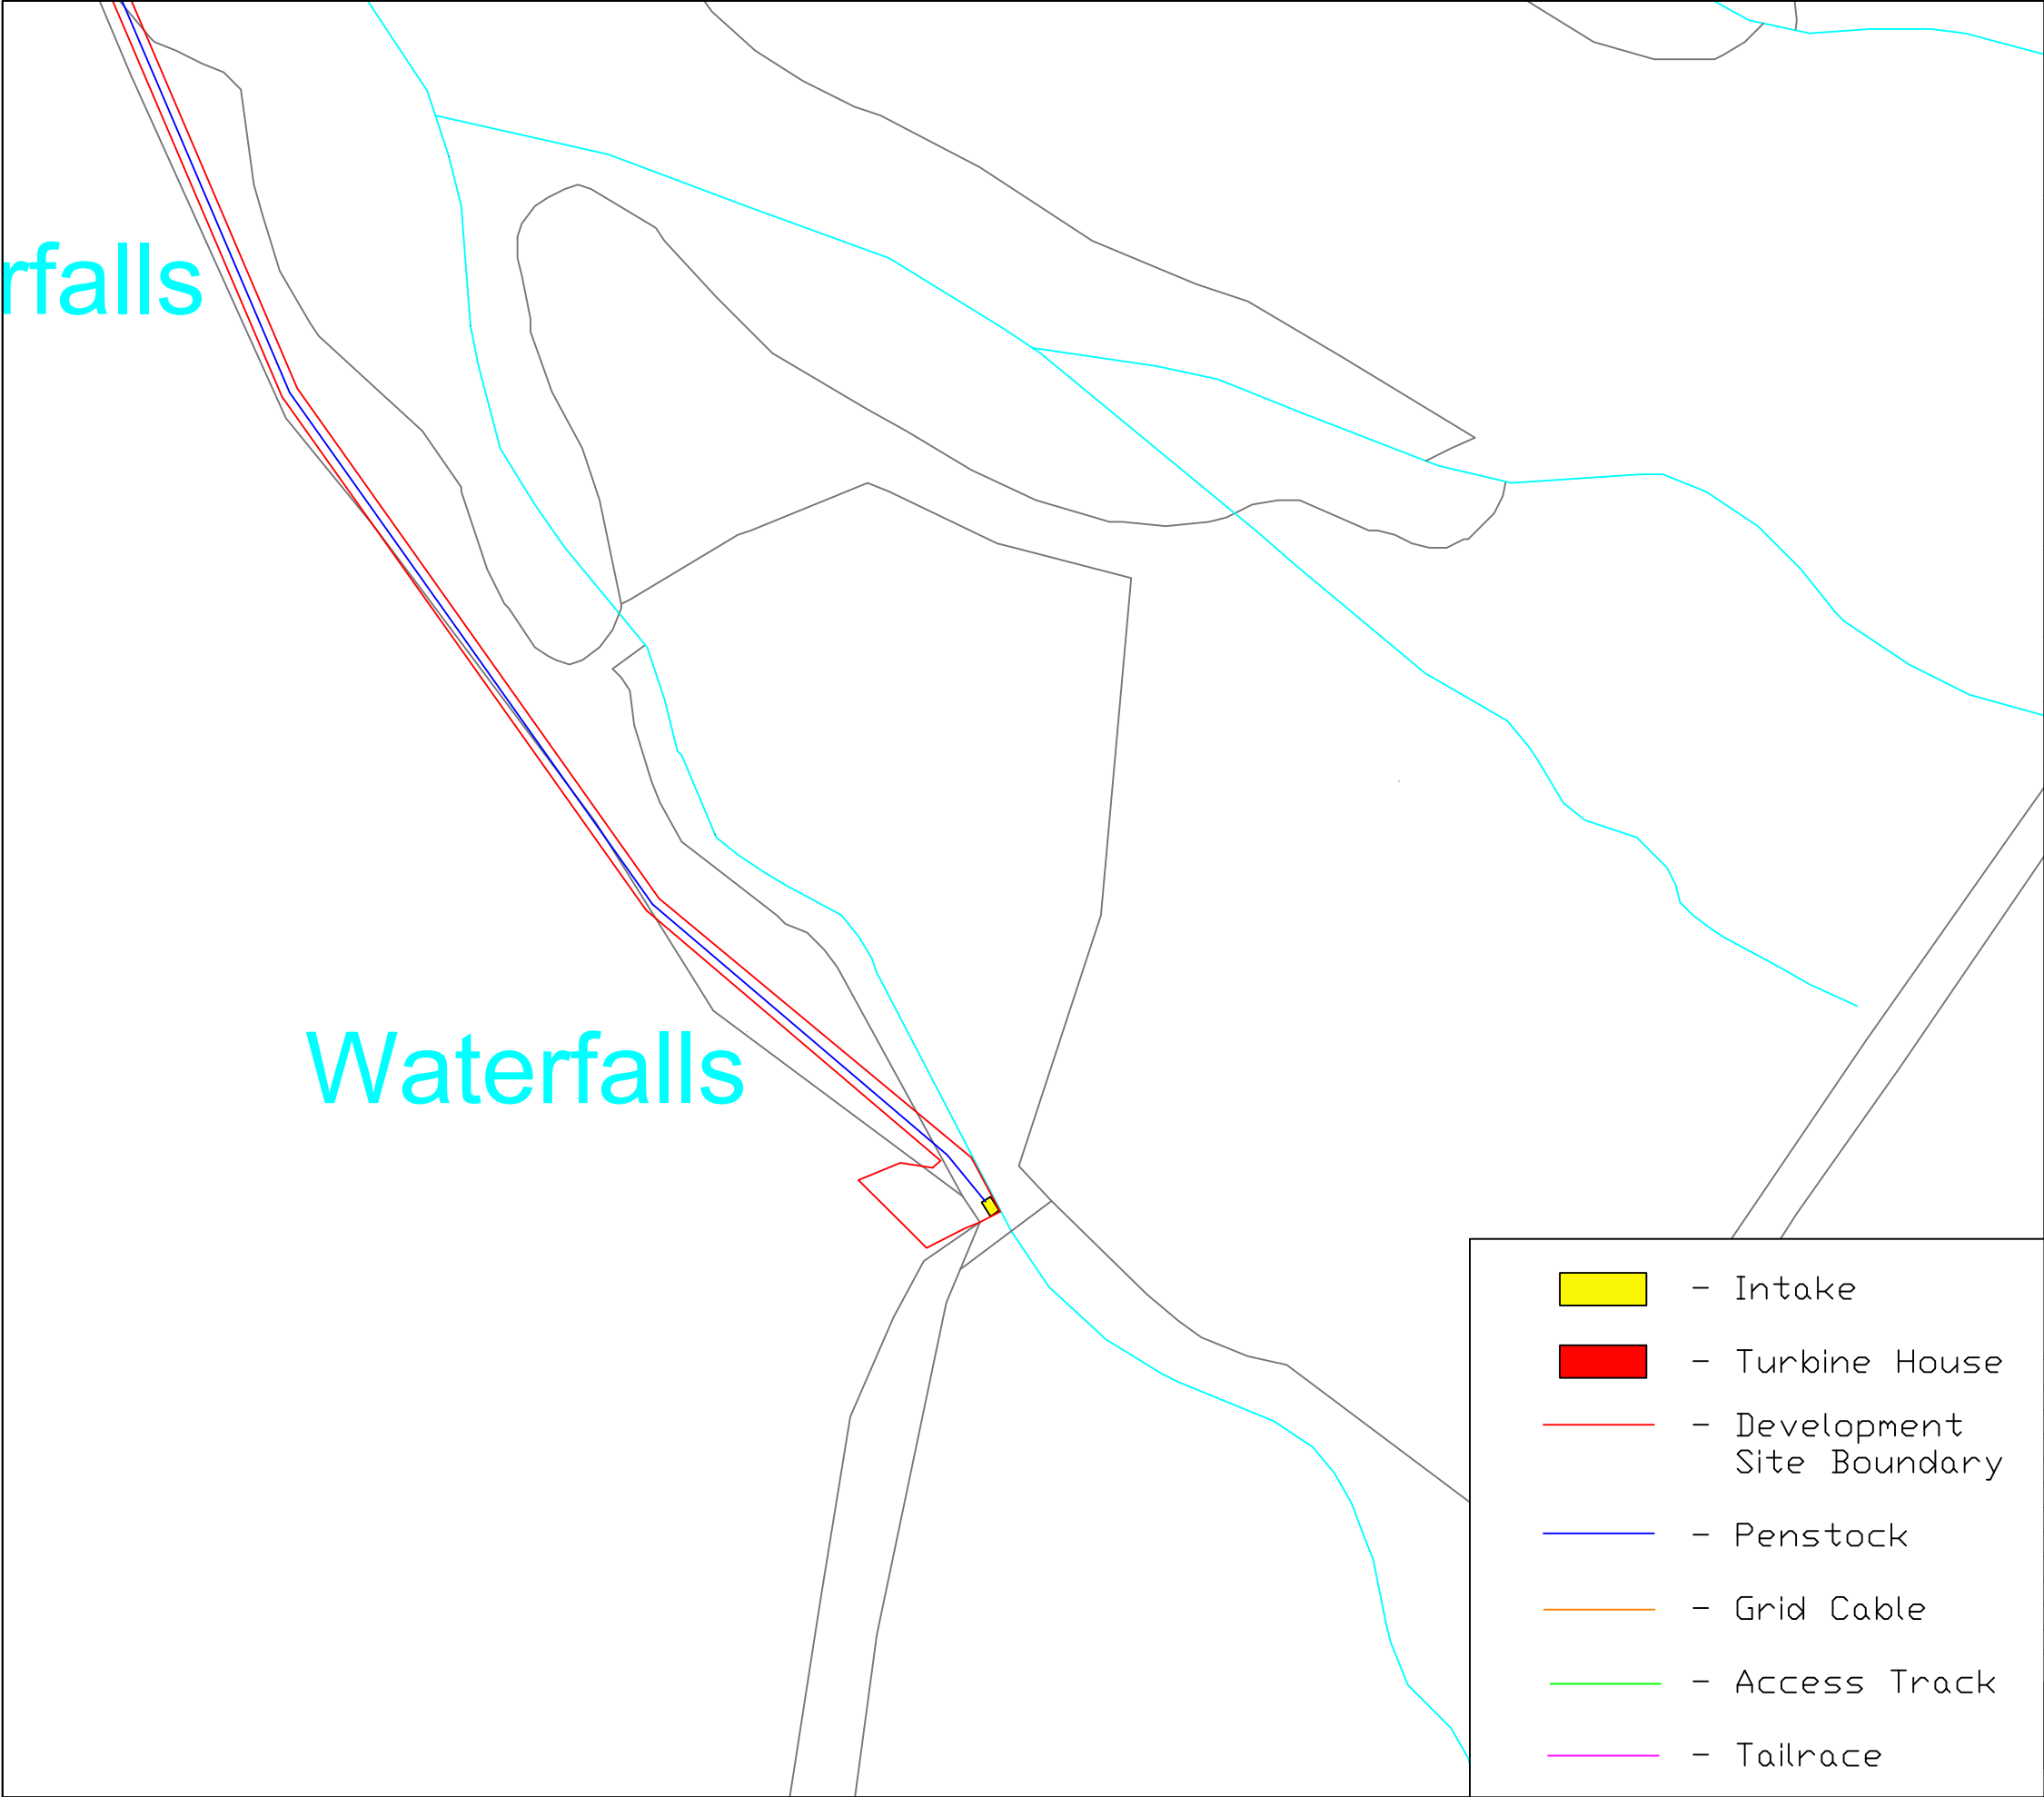 rfalls
Waterfalls
- Intake
- Turbine House
- Development
Site Boundary
- Penstock
- Grid Cable
- Access Track
- Tailrace